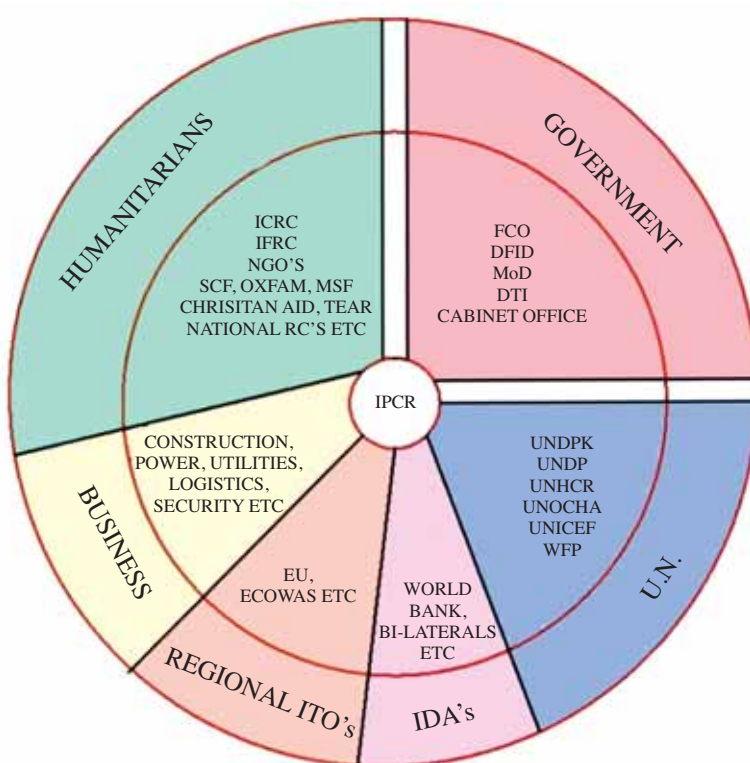 HUMANITARIANS
ICRC
IFRC
NGO'S
SCF, OXFAM, MSF
CHRISITAN AID, TEAR
NATIONAL RC'S ETC
GOVERNMENT
FCO
DFID
MoD
DTI
CABINET OFFICE
IPCR
CONSTRUCTION,
POWER, UTILITIES,
LOGISTICS,
SECURITY ETC
BUSINESS
EU,
ECOWAS ETC
REGIONAL ITO's
WORLD
BANK,
BI-LATERALS
ETC
IDA's
UNDPK
UNDP
UNHCR
UNOCHA
UNICEF
WFP
U.N.